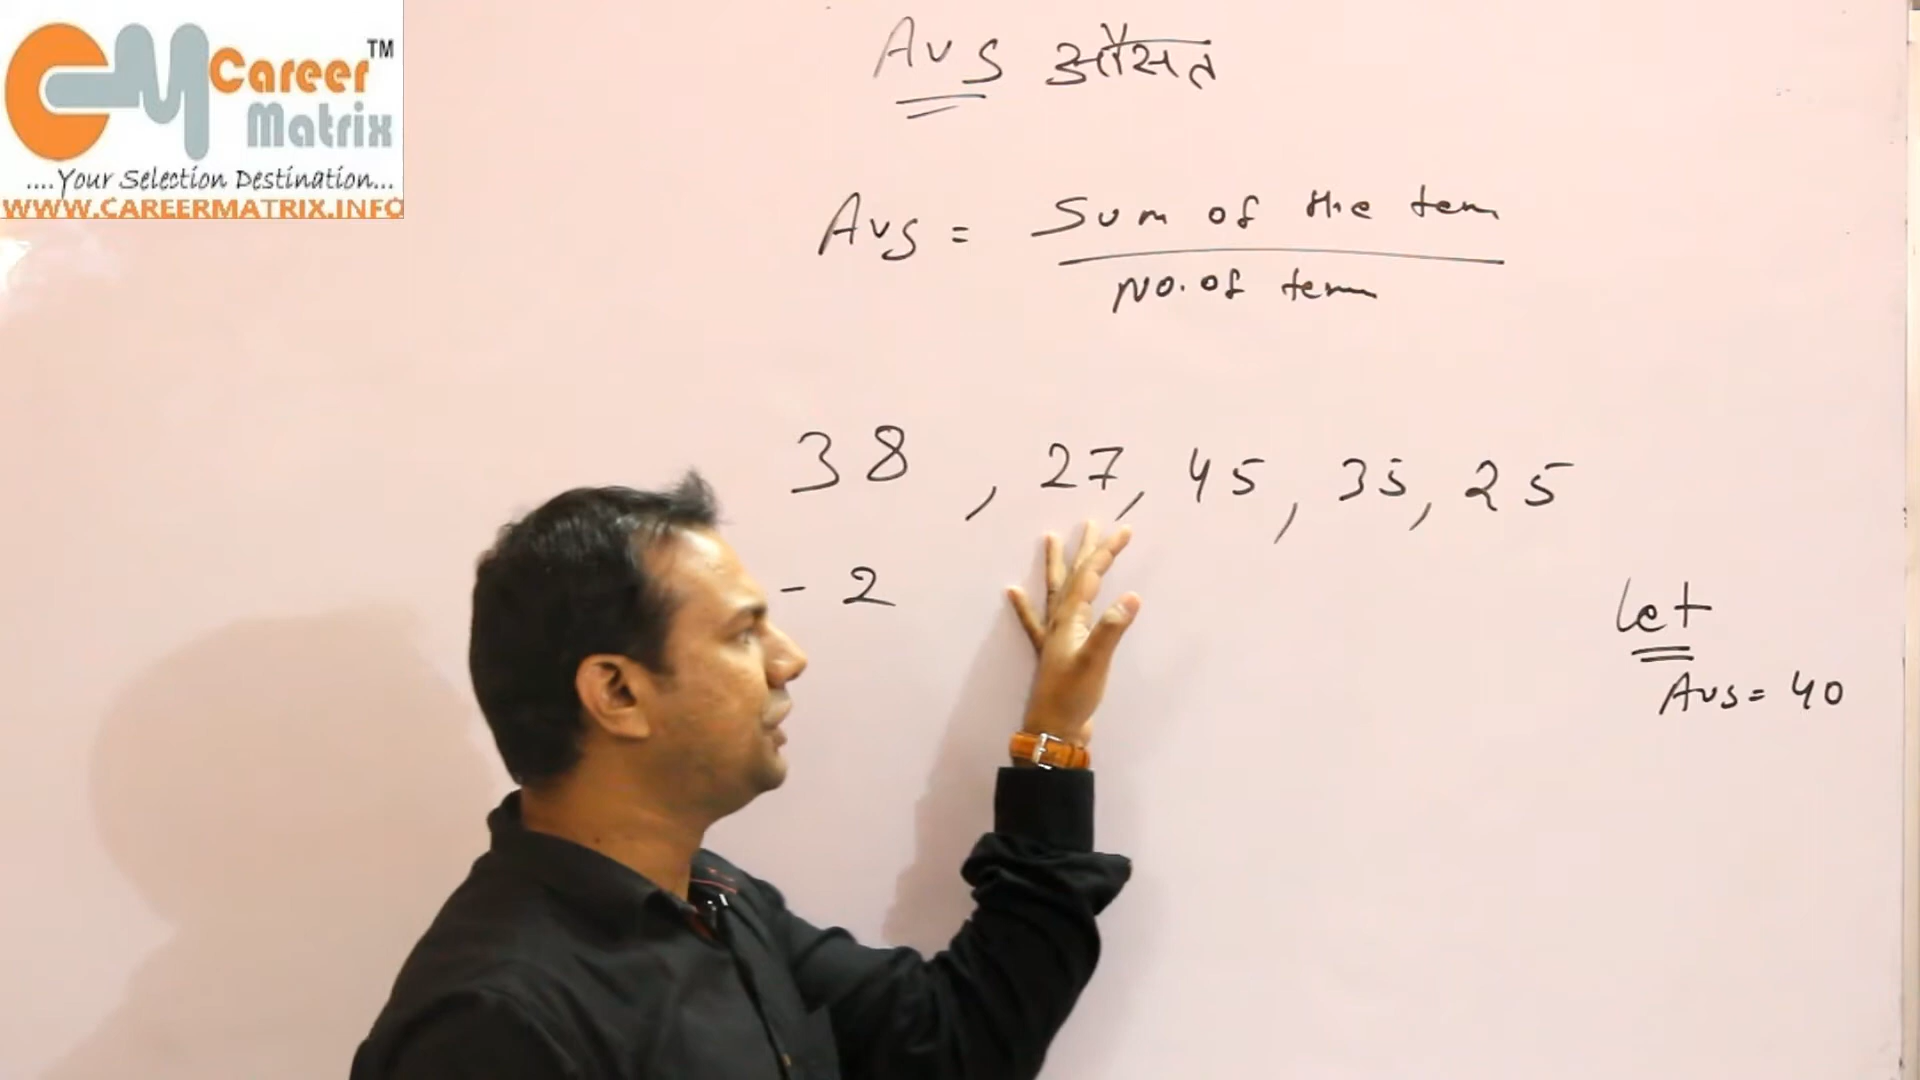 Career Matrix TM
....Your Selection Destination...
WWW.CAREERMATRIX.INFO
Avg औसत
Avg = Sum of the term
No. of term
38 , 27, 45, 35, 25
- 2
let
Avg = 40